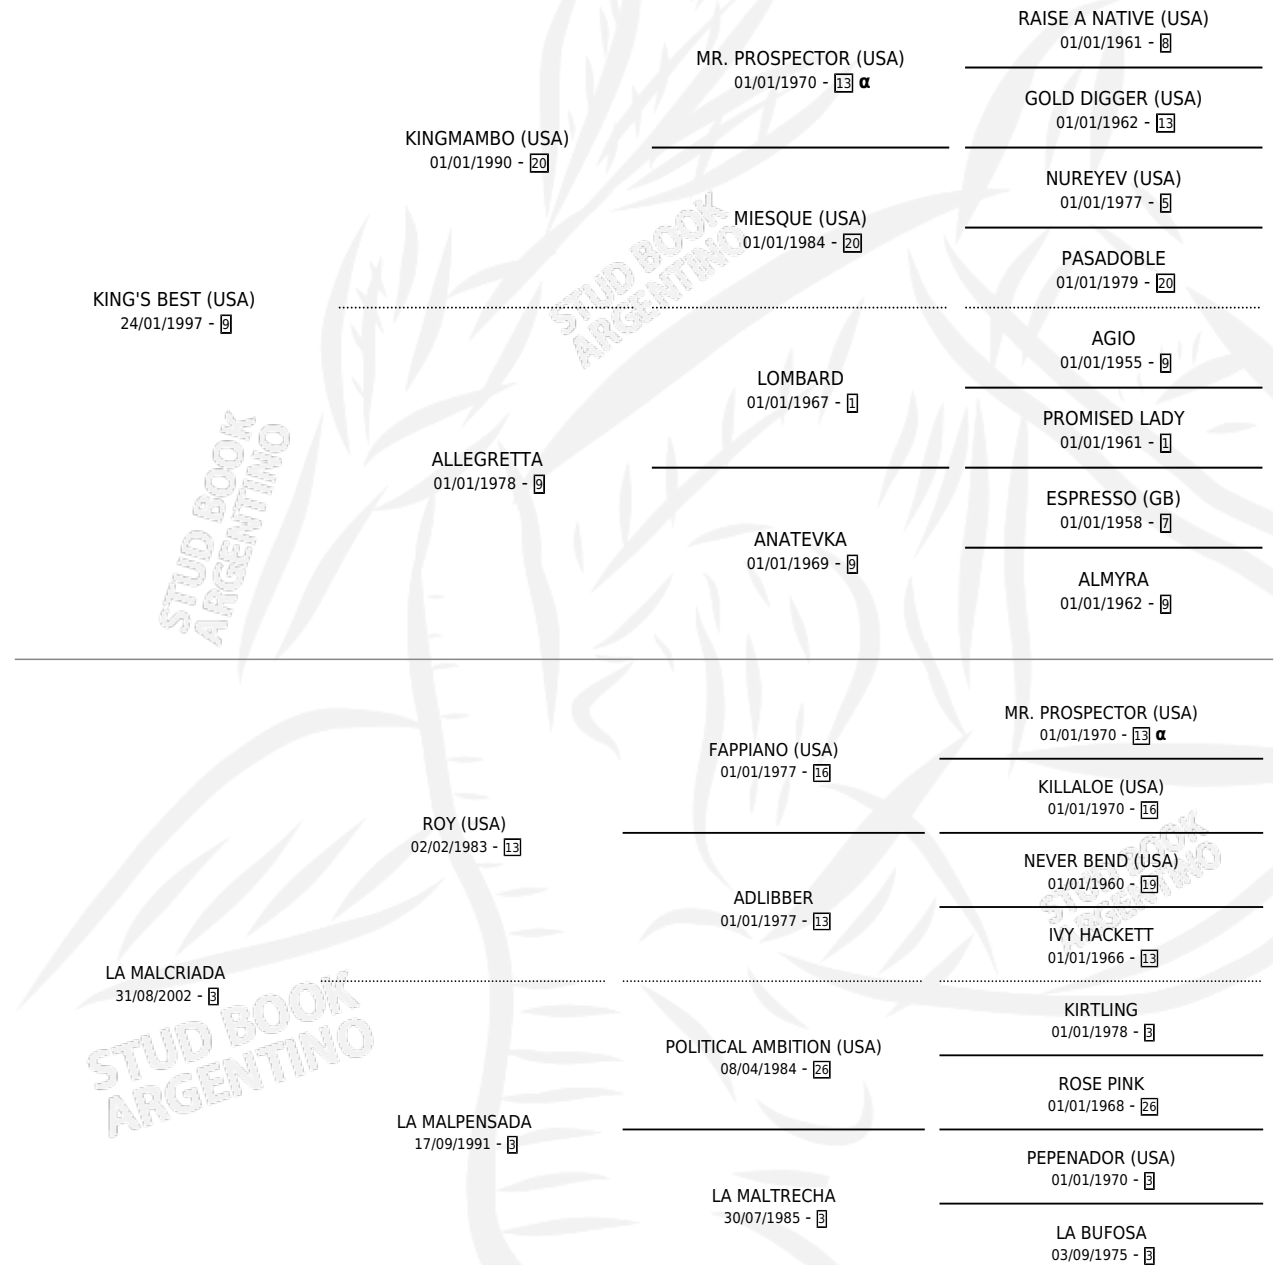 KING'S BEST (USA)
24/01/1997 - 9
KINGMAMBO (USA)
01/01/1990 - 20
MR. PROSPECTOR (USA)
01/01/1970 - 13 α
RAISE A NATIVE (USA)
01/01/1961 - 8
GOLD DIGGER (USA)
01/01/1962 - 13
MIESQUE (USA)
01/01/1984 - 20
NUREYEV (USA)
01/01/1977 - 5
PASADOBLE
01/01/1979 - 20
ALLEGRETTA
01/01/1978 - 9
LOMBARD
01/01/1967 - 1
AGIO
01/01/1955 - 9
PROMISED LADY
01/01/1961 - 1
ANATEVKA
01/01/1969 - 9
ESPRESSO (GB)
01/01/1958 - 7
ALMYRA
01/01/1962 - 9
LA MALCRIADA
31/08/2002 - 3
ROY (USA)
02/02/1983 - 13
FAPPIANO (USA)
01/01/1977 - 16
MR. PROSPECTOR (USA)
01/01/1970 - 13 α
KILLALOE (USA)
01/01/1970 - 16
ADLIBBER
01/01/1977 - 13
NEVER BEND (USA)
01/01/1960 - 19
IVY HACKETT
01/01/1966 - 13
LA MALPENSADA
17/09/1991 - 3
POLITICAL AMBITION (USA)
08/04/1984 - 26
KIRTLING
01/01/1978 - 3
ROSE PINK
01/01/1968 - 26
LA MALTRECHA
30/07/1985 - 3
PEPENADOR (USA)
01/01/1970 - 3
LA BUFOSA
03/09/1975 - 3
STUD BOOK
ARGENTINO
STUD BOOK
ARGENTINO
STUD BOOK
ARGENTINO
STUD BOOK
ARGENTINO